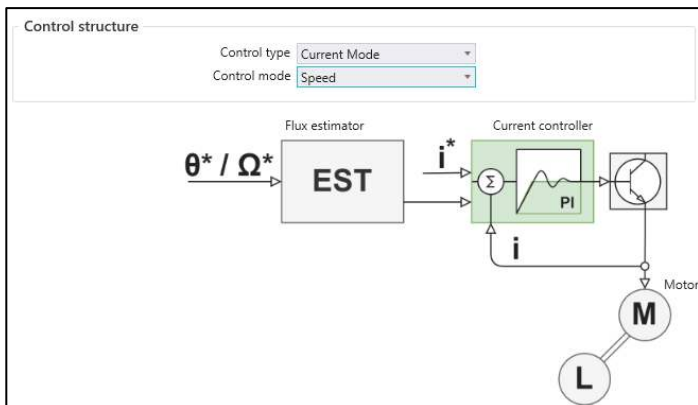 Control structure
Control type Current Mode
Control mode Speed
Flux estimator Current controller
θ* / Ω* EST i* Σ PI
i
Motor
M
L